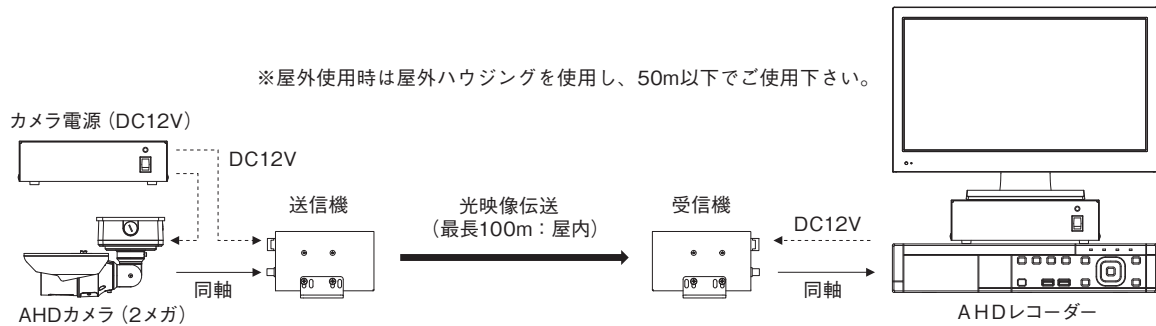 ※屋外使用時は屋外ハウジングを使用し、50m以下でご使用下さい。
カメラ電源（DC12V）
DC12V
送信機
光映像伝送
（最長100m：屋内）
受信機
DC12V
同軸
同軸
AHDカメラ（2メガ）
AHDレコーダー